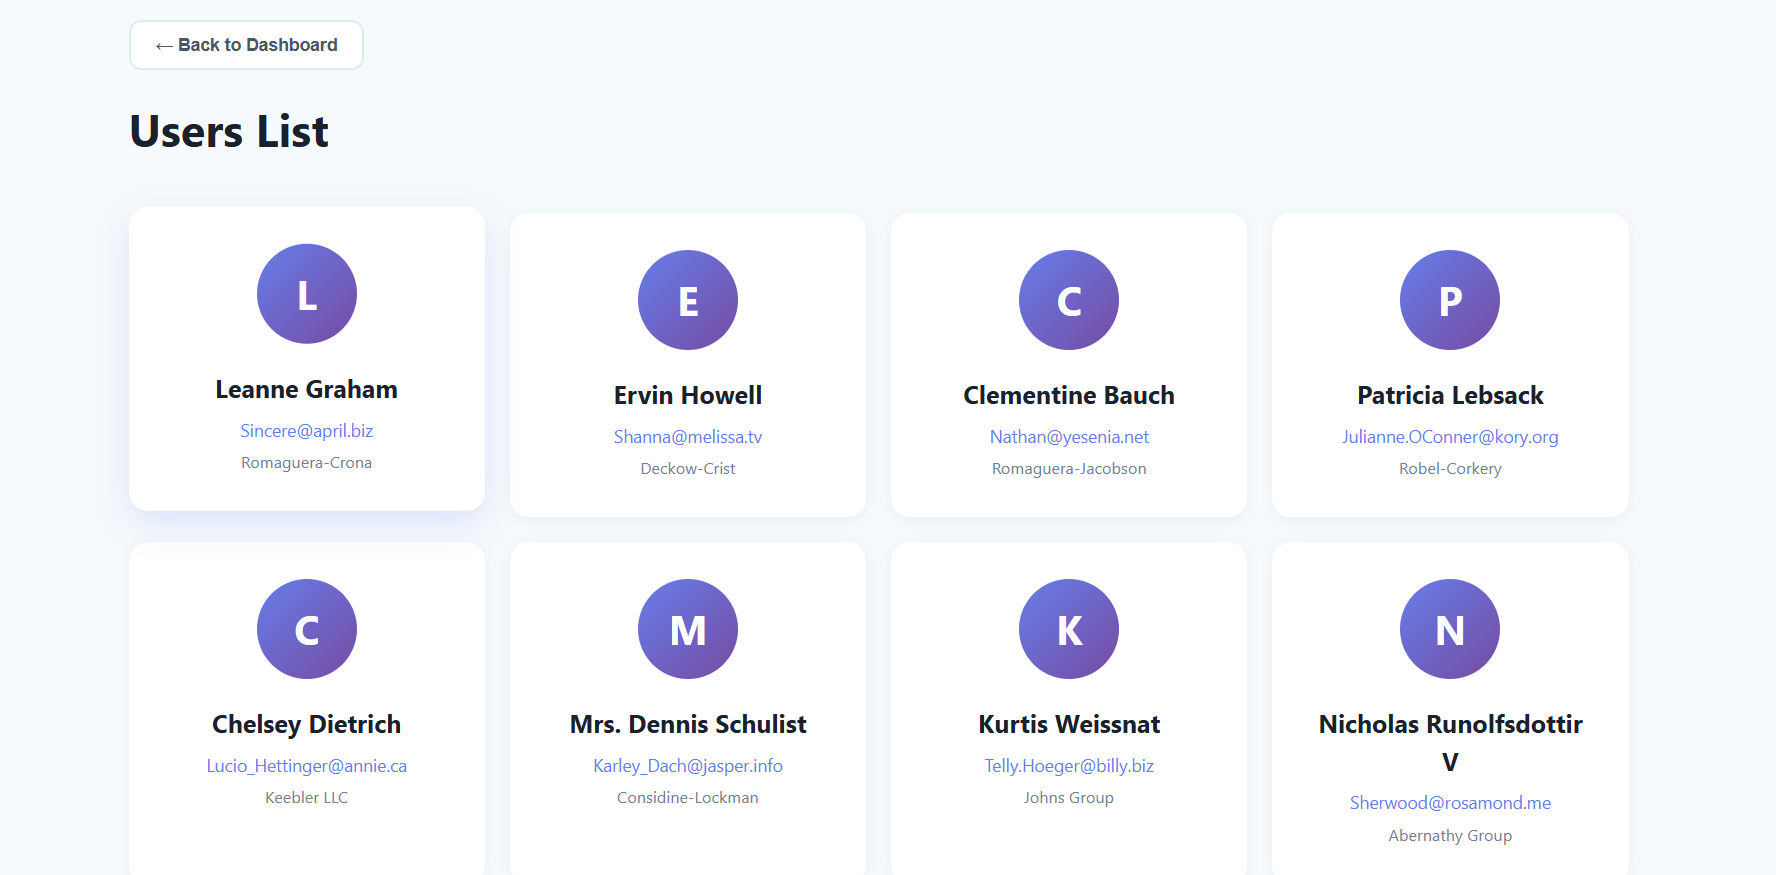 ← Back to Dashboard
Users List
L
Leanne Graham
Sincere@april.biz
Romaguera-Crona
E
Ervin Howell
Shanna@melissa.tv
Deckow-Crist
C
Clementine Bauch
Nathan@yesenia.net
Romaguera-Jacobson
P
Patricia Lebsack
Julianne.OConner@kory.org
Robel-Corkery
C
Chelsey Dietrich
Lucio_Hettinger@annie.ca
Keebler LLC
M
Mrs. Dennis Schulist
Karley_Dach@jasper.info
Considine-Lockman
K
Kurtis Weissnat
Telly.Hoeger@billy.biz
Johns Group
N
Nicholas Runolfsdottir
V
Sherwood@rosamond.me
Abernathy Group